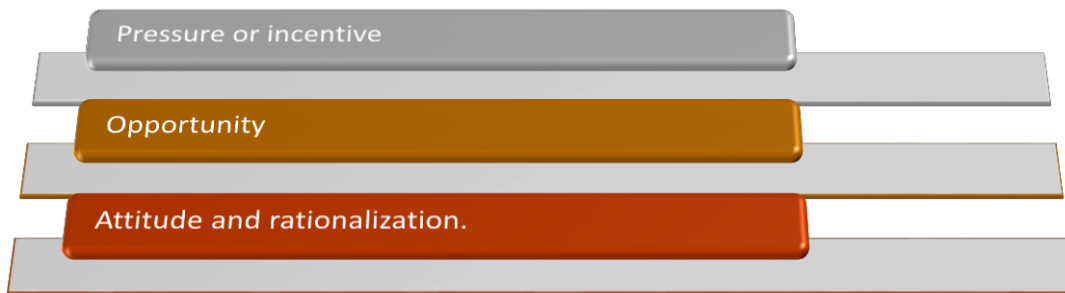 Pressure or incentive
Opportunity
Attitude and rationalization.